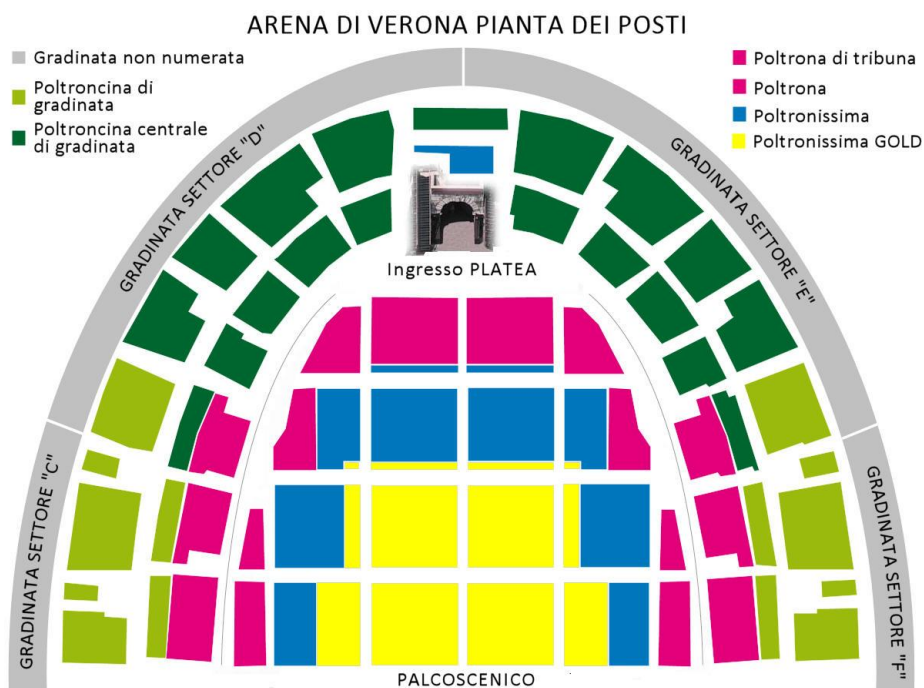 ARENA DI VERONA PIANTA DEI POSTI
Gradinata non numerata
Poltroncina di
gradinata
Poltroncina centrale
di gradinata
Poltrona di tribuna
Poltrona
Poltronissima
Poltronissima GOLD
GRADINATA SETTORE "D"
GRADINATA SETTORE "E"
Ingresso PLATEA
GRADINATA SETTORE "C"
GRADINATA SETTORE "F"
PALCOSCENICO